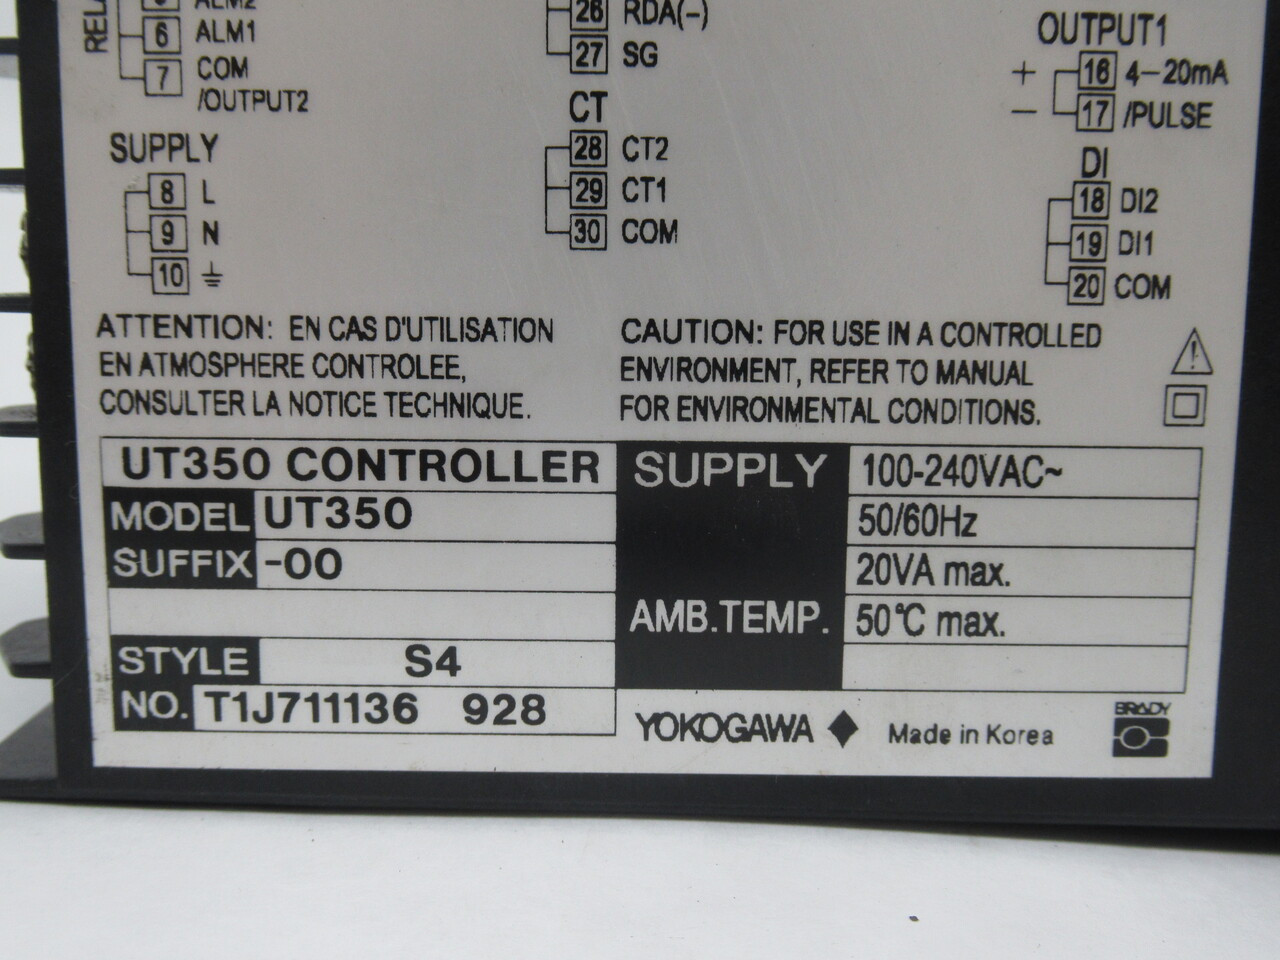 RELA
5 ALM2
6 ALM1
7 COM
/OUTPUT2
SUPPLY
8 L
9 N
10
26 RDA(-)
27 SG
CT
28 CT2
29 CT1
30 COM
OUTPUT1
+ 16 4-20mA
- 17 /PULSE
DI
18 DI2
19 DI1
20 COM
ATTENTION: EN CAS D'UTILISATION
EN ATMOSPHERE CONTROLEE,
CONSULTER LA NOTICE TECHNIQUE.
CAUTION: FOR USE IN A CONTROLLED
ENVIRONMENT, REFER TO MANUAL
FOR ENVIRONMENTAL CONDITIONS.
UT350 CONTROLLER
MODEL UT350
SUFFIX -00
STYLE S4
NO. T1J711136 928
SUPPLY 100-240VAC~
50/60Hz
20VA max.
AMB.TEMP. 50°C max.
YOKOGAWA ◆ Made in Korea
BRADY